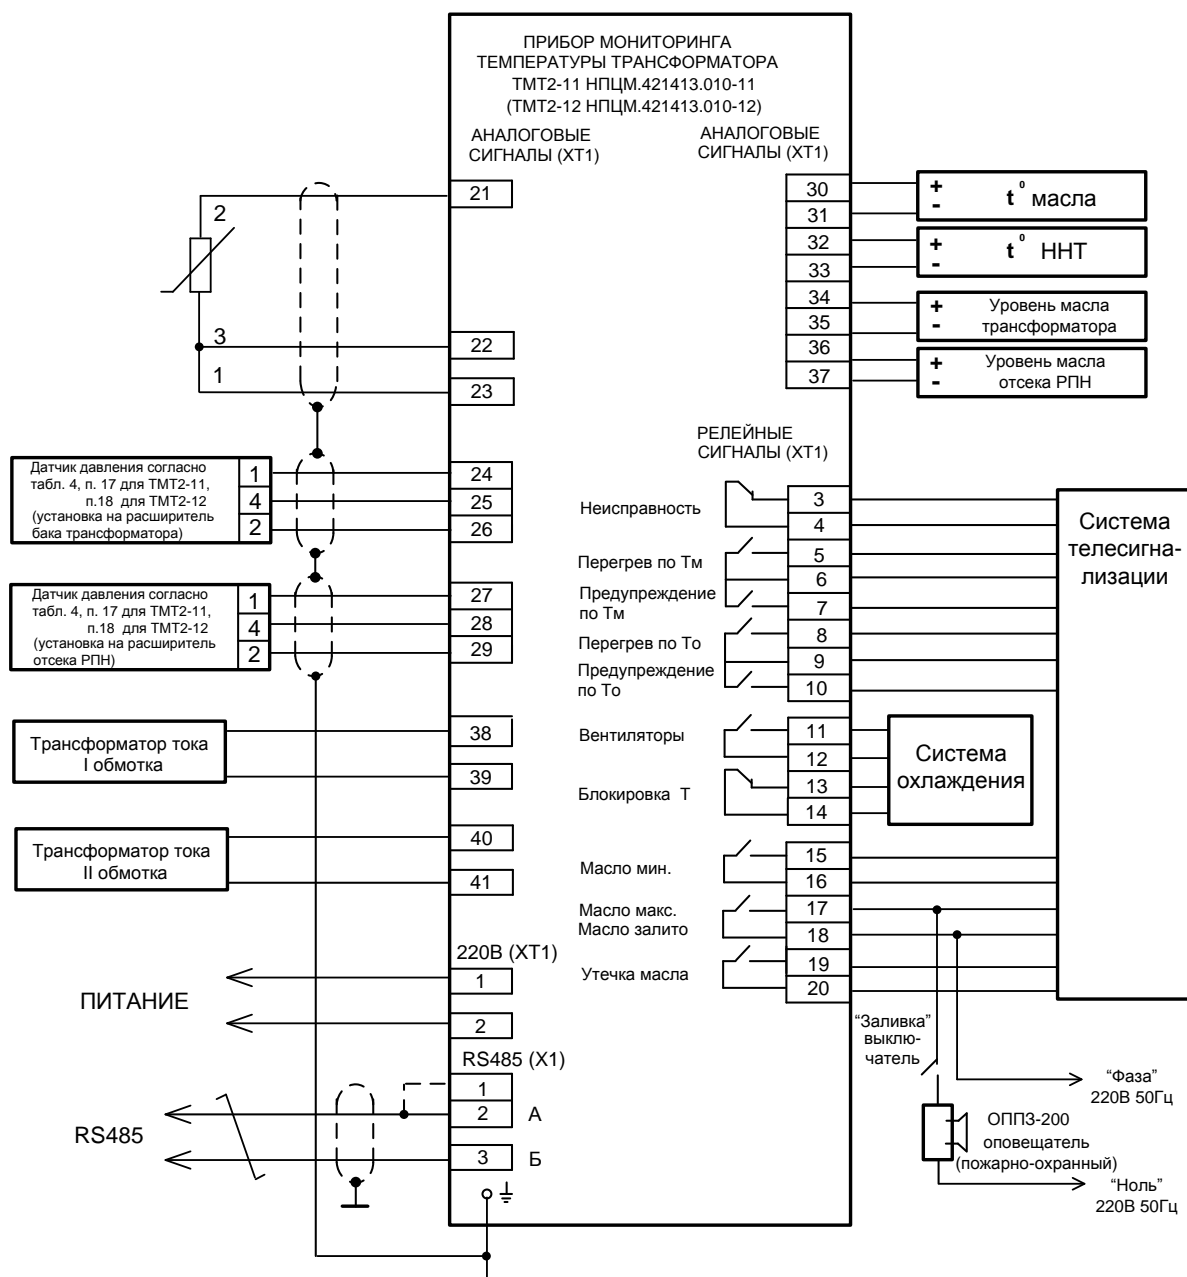 ПРИБОР МОНИТОРИНГА
ТЕМПЕРАТУРЫ ТРАНСФОРМАТОРА
ТМТ2-11 НПЦМ.421413.010-11
(ТМТ2-12 НПЦМ.421413.010-12)
АНАЛОГОВЫЕ
СИГНАЛЫ (ХТ1)
21
22
23
24
25
26
27
28
29
38
39
40
41
2
3
1
Датчик давления согласно
табл. 4, п. 17 для ТМТ2-11,
п.18 для ТМТ2-12
(установка на расширитель
бака трансформатора)
1
4
2
Датчик давления согласно
табл. 4, п. 17 для ТМТ2-11,
п.18 для ТМТ2-12
(установка на расширитель
отсека РПН)
1
4
2
Трансформатор тока
I обмотка
Трансформатор тока
II обмотка
220В (ХТ1)
1
2
ПИТАНИЕ
RS485 (X1)
1
2
А
3
Б
RS485
АНАЛОГОВЫЕ
СИГНАЛЫ (ХТ1)
30
31
32
33
34
35
36
37
+
-
t⁰ масла
+
-
t⁰ ННТ
+
-
Уровень масла
трансформатора
+
-
Уровень масла
отсека РПН
РЕЛЕЙНЫЕ
СИГНАЛЫ (ХТ1)
Неисправность
3
4
Перегрев по Тм
5
6
Предупреждение
по Тм
7
Перегрев по То
8
9
Предупреждение
по То
10
Вентиляторы
11
12
Блокировка Т
13
14
Масло мин.
15
16
Масло макс.
Масло залито
17
18
Утечка масла
19
20
Система
телесигна-
лизации
Система
охлаждения
“Заливка”
выклю-
чатель
“Фаза”
220В 50Гц
ОПП3-200
оповещатель
(пожарно-охранный)
“Ноль”
220В 50Гц